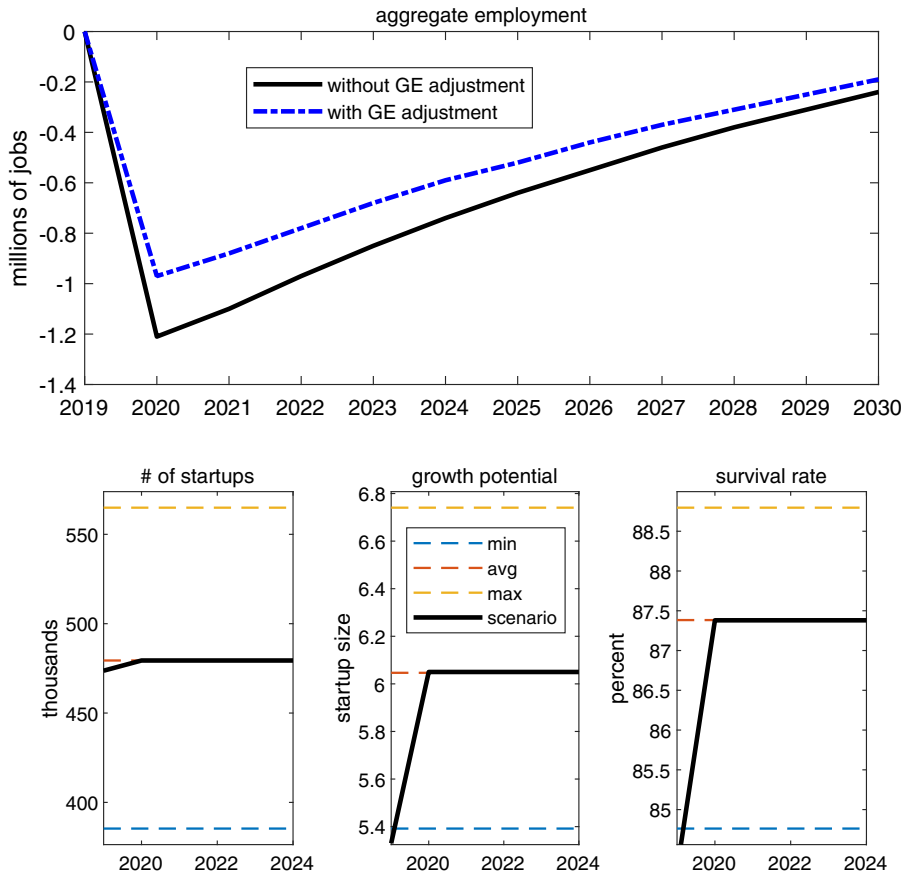 aggregate employment
0
-0.2
-0.4
-0.6
-0.8
-1
-1.2
-1.4
millions of jobs
without GE adjustment
with GE adjustment
2019 2020 2021 2022 2023 2024 2025 2026 2027 2028 2029 2030
# of startups
550
500
450
400
thousands
2020 2022 2024
growth potential
6.8
6.6
6.4
6.2
6
5.8
5.6
5.4
startup size
min
avg
max
scenario
2020 2022 2024
survival rate
88.5
88
87.5
87
86.5
86
85.5
85
percent
2020 2022 2024